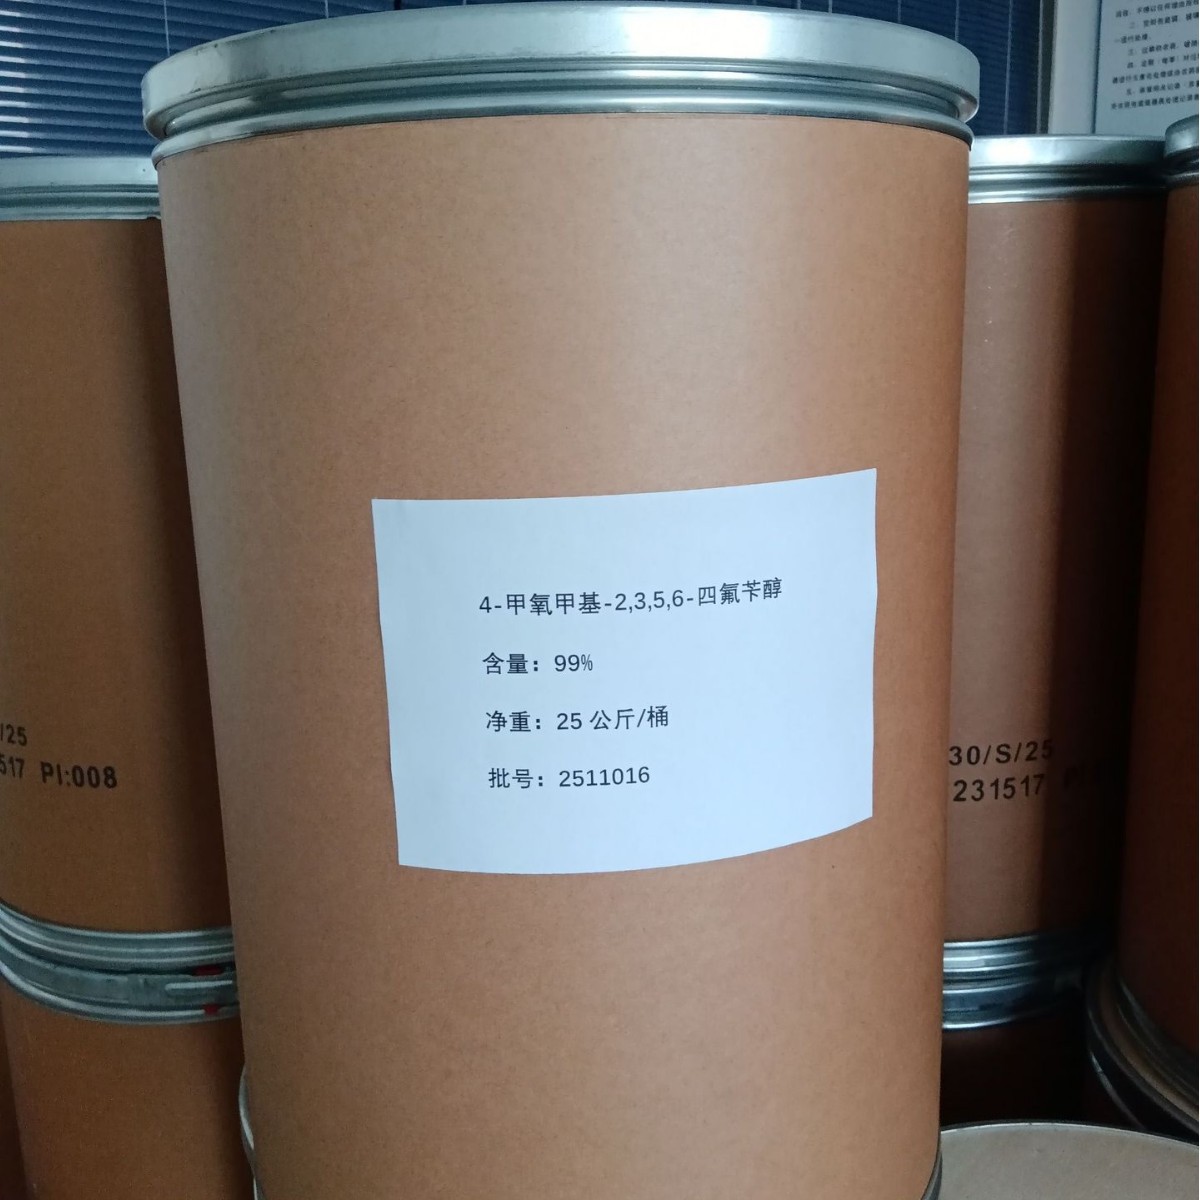 4-甲氧甲基-2,3,5,6-四氟苄醇
含量：99%
净重：25 公斤/桶
批号：2511016
/25
517 PI:008
30/S/25
231517